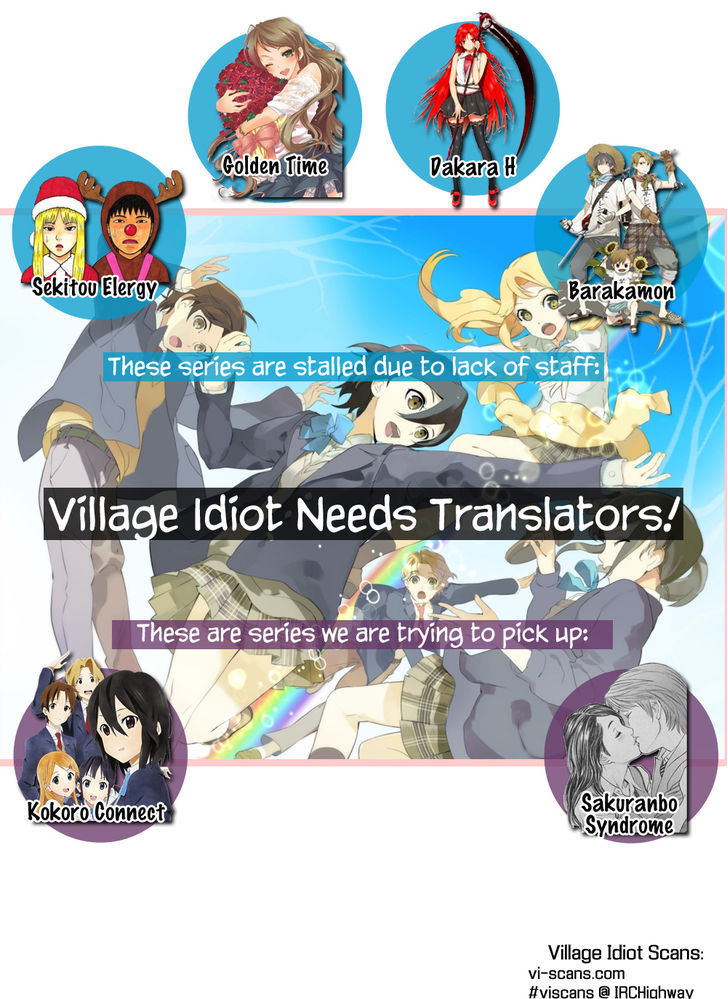 Golden Time
Dakara H
Sekitou Elergy
Barakamon
These series are stalled due to lack of staff:
Village Idiot Needs Translators!
These are series we are trying to pick up:
Kokoro Connect
Sakuranbo
Syndrome
Village Idiot Scans:
vi-scans.com
#viscans @ IRCHighway